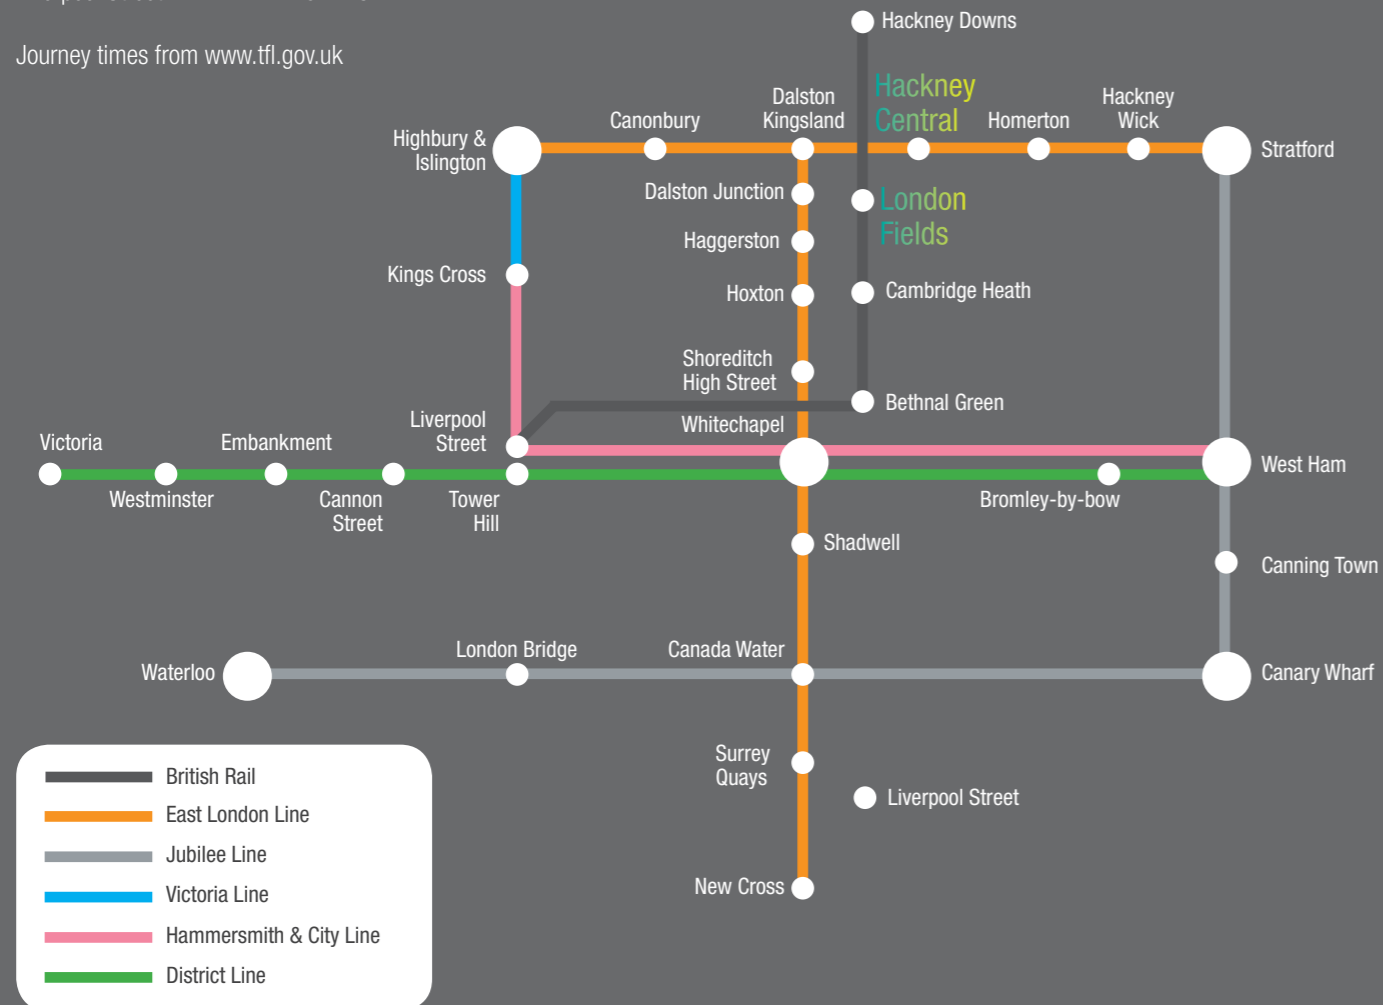 Journey times from www.tfl.gov.uk
Hackney Downs
Hackney
Central
Dalston
Kingsland
Hackney
Wick
Canonbury
Homerton
Highbury &
Islington
Stratford
Dalston Junction
London
Fields
Haggerston
Kings Cross
Hoxton
Cambridge Heath
Shoreditch
High Street
Bethnal Green
Liverpool
Street
Whitechapel
Victoria
Embankment
West Ham
Westminster
Cannon
Street
Tower
Hill
Bromley-by-bow
Shadwell
Canning Town
London Bridge
Canada Water
Waterloo
Canary Wharf
Surrey
Quays
Liverpool Street
New Cross
British Rail
East London Line
Jubilee Line
Victoria Line
Hammersmith & City Line
District Line